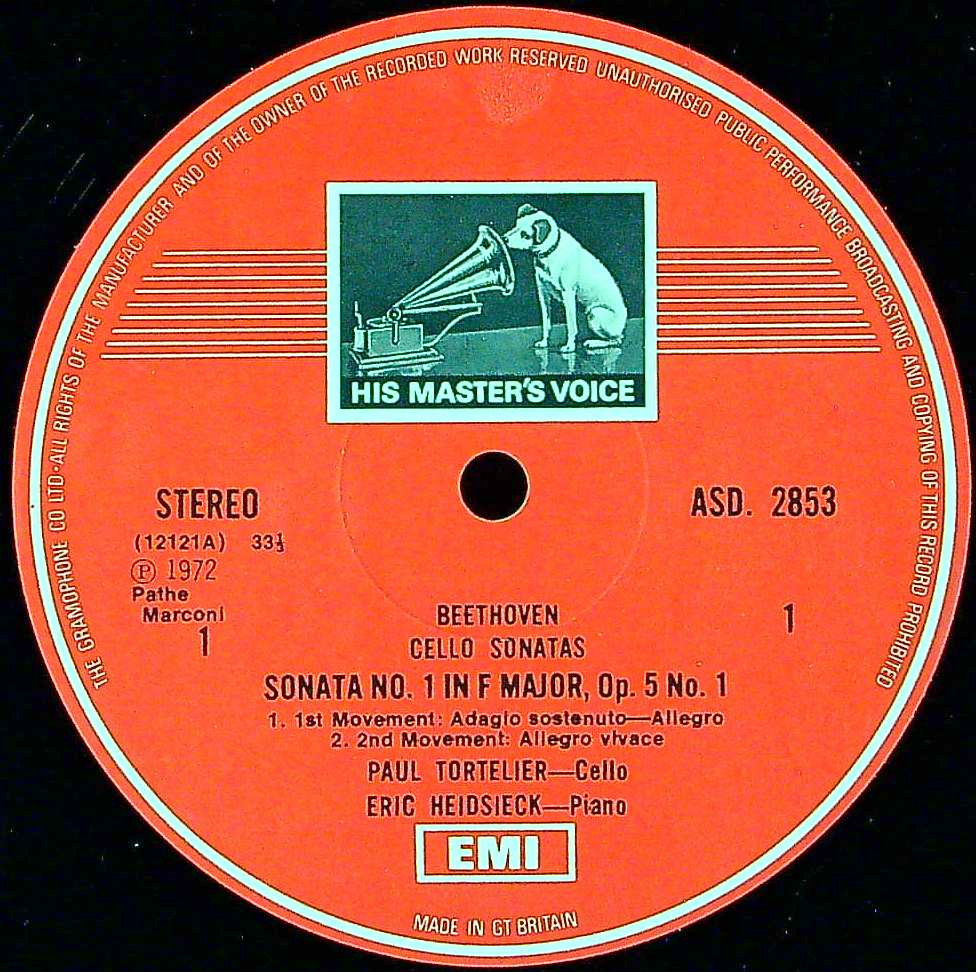 THE GRAMOPHONE CO LTD·ALL RIGHTS OF THE MANUFACTURER AND OF THE OWNER OF THE RECORDED WORK RESERVED UNAUTHORISED PUBLIC PERFORMANCE BROADCASTING AND COPYING OF THIS RECORD PROHIBITED
HIS MASTER'S VOICE
STEREO
ASD. 2853
(12121A) 33⅓
Ⓟ 1972
Pathe
Marconi
1
1
BEETHOVEN
CELLO SONATAS
SONATA NO. 1 IN F MAJOR, Op. 5 No. 1
1. 1st Movement: Adagio sostenuto—Allegro
2. 2nd Movement: Allegro vivace
PAUL TORTELIER—Cello
ERIC HEIDSIECK—Piano
EMI
MADE IN GT BRITAIN